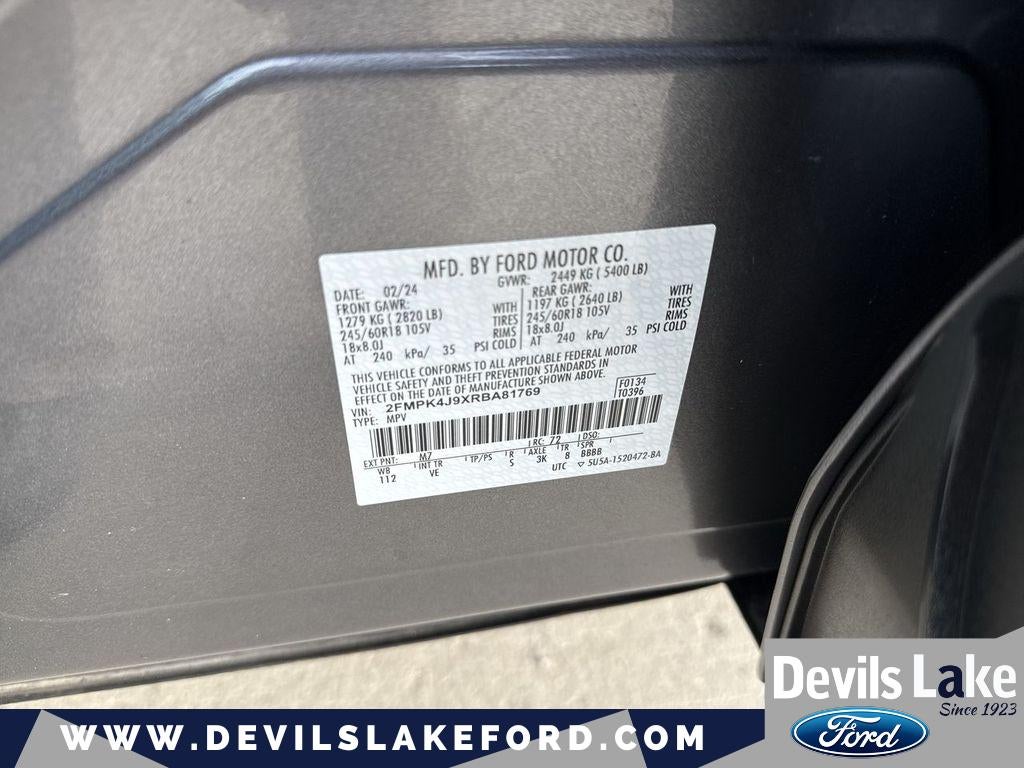 MFD. BY FORD MOTOR CO.
DATE: 02/24 GVWR: 2449 KG ( 5400 LB)
FRONT GAWR: REAR GAWR:
1279 KG ( 2820 LB) WITH 1197 KG ( 2640 LB) WITH
245/60R18 105V TIRES 245/60R18 105V TIRES
18x8.0J RIMS 18x8.0J RIMS
AT 240 kPa/ 35 PSI COLD AT 240 kPa/ 35 PSI COLD
THIS VEHICLE CONFORMS TO ALL APPLICABLE FEDERAL MOTOR
VEHICLE SAFETY AND THEFT PREVENTION STANDARDS IN
EFFECT ON THE DATE OF MANUFACTURE SHOWN ABOVE.
VIN: 2FMPK4J9XRBA81769 F0134
TYPE: MPV T0396
EXT PNT: M7 RC: 72 DSO:
WB INT TR TP/PS R AXLE TR SPR
112 VE S 3K 8 BBBB
UTC ▽ 5U5A-1520472-BA
Devils Lake
Since 1923
Ford
WWW.DEVILSLAKEFORD.COM